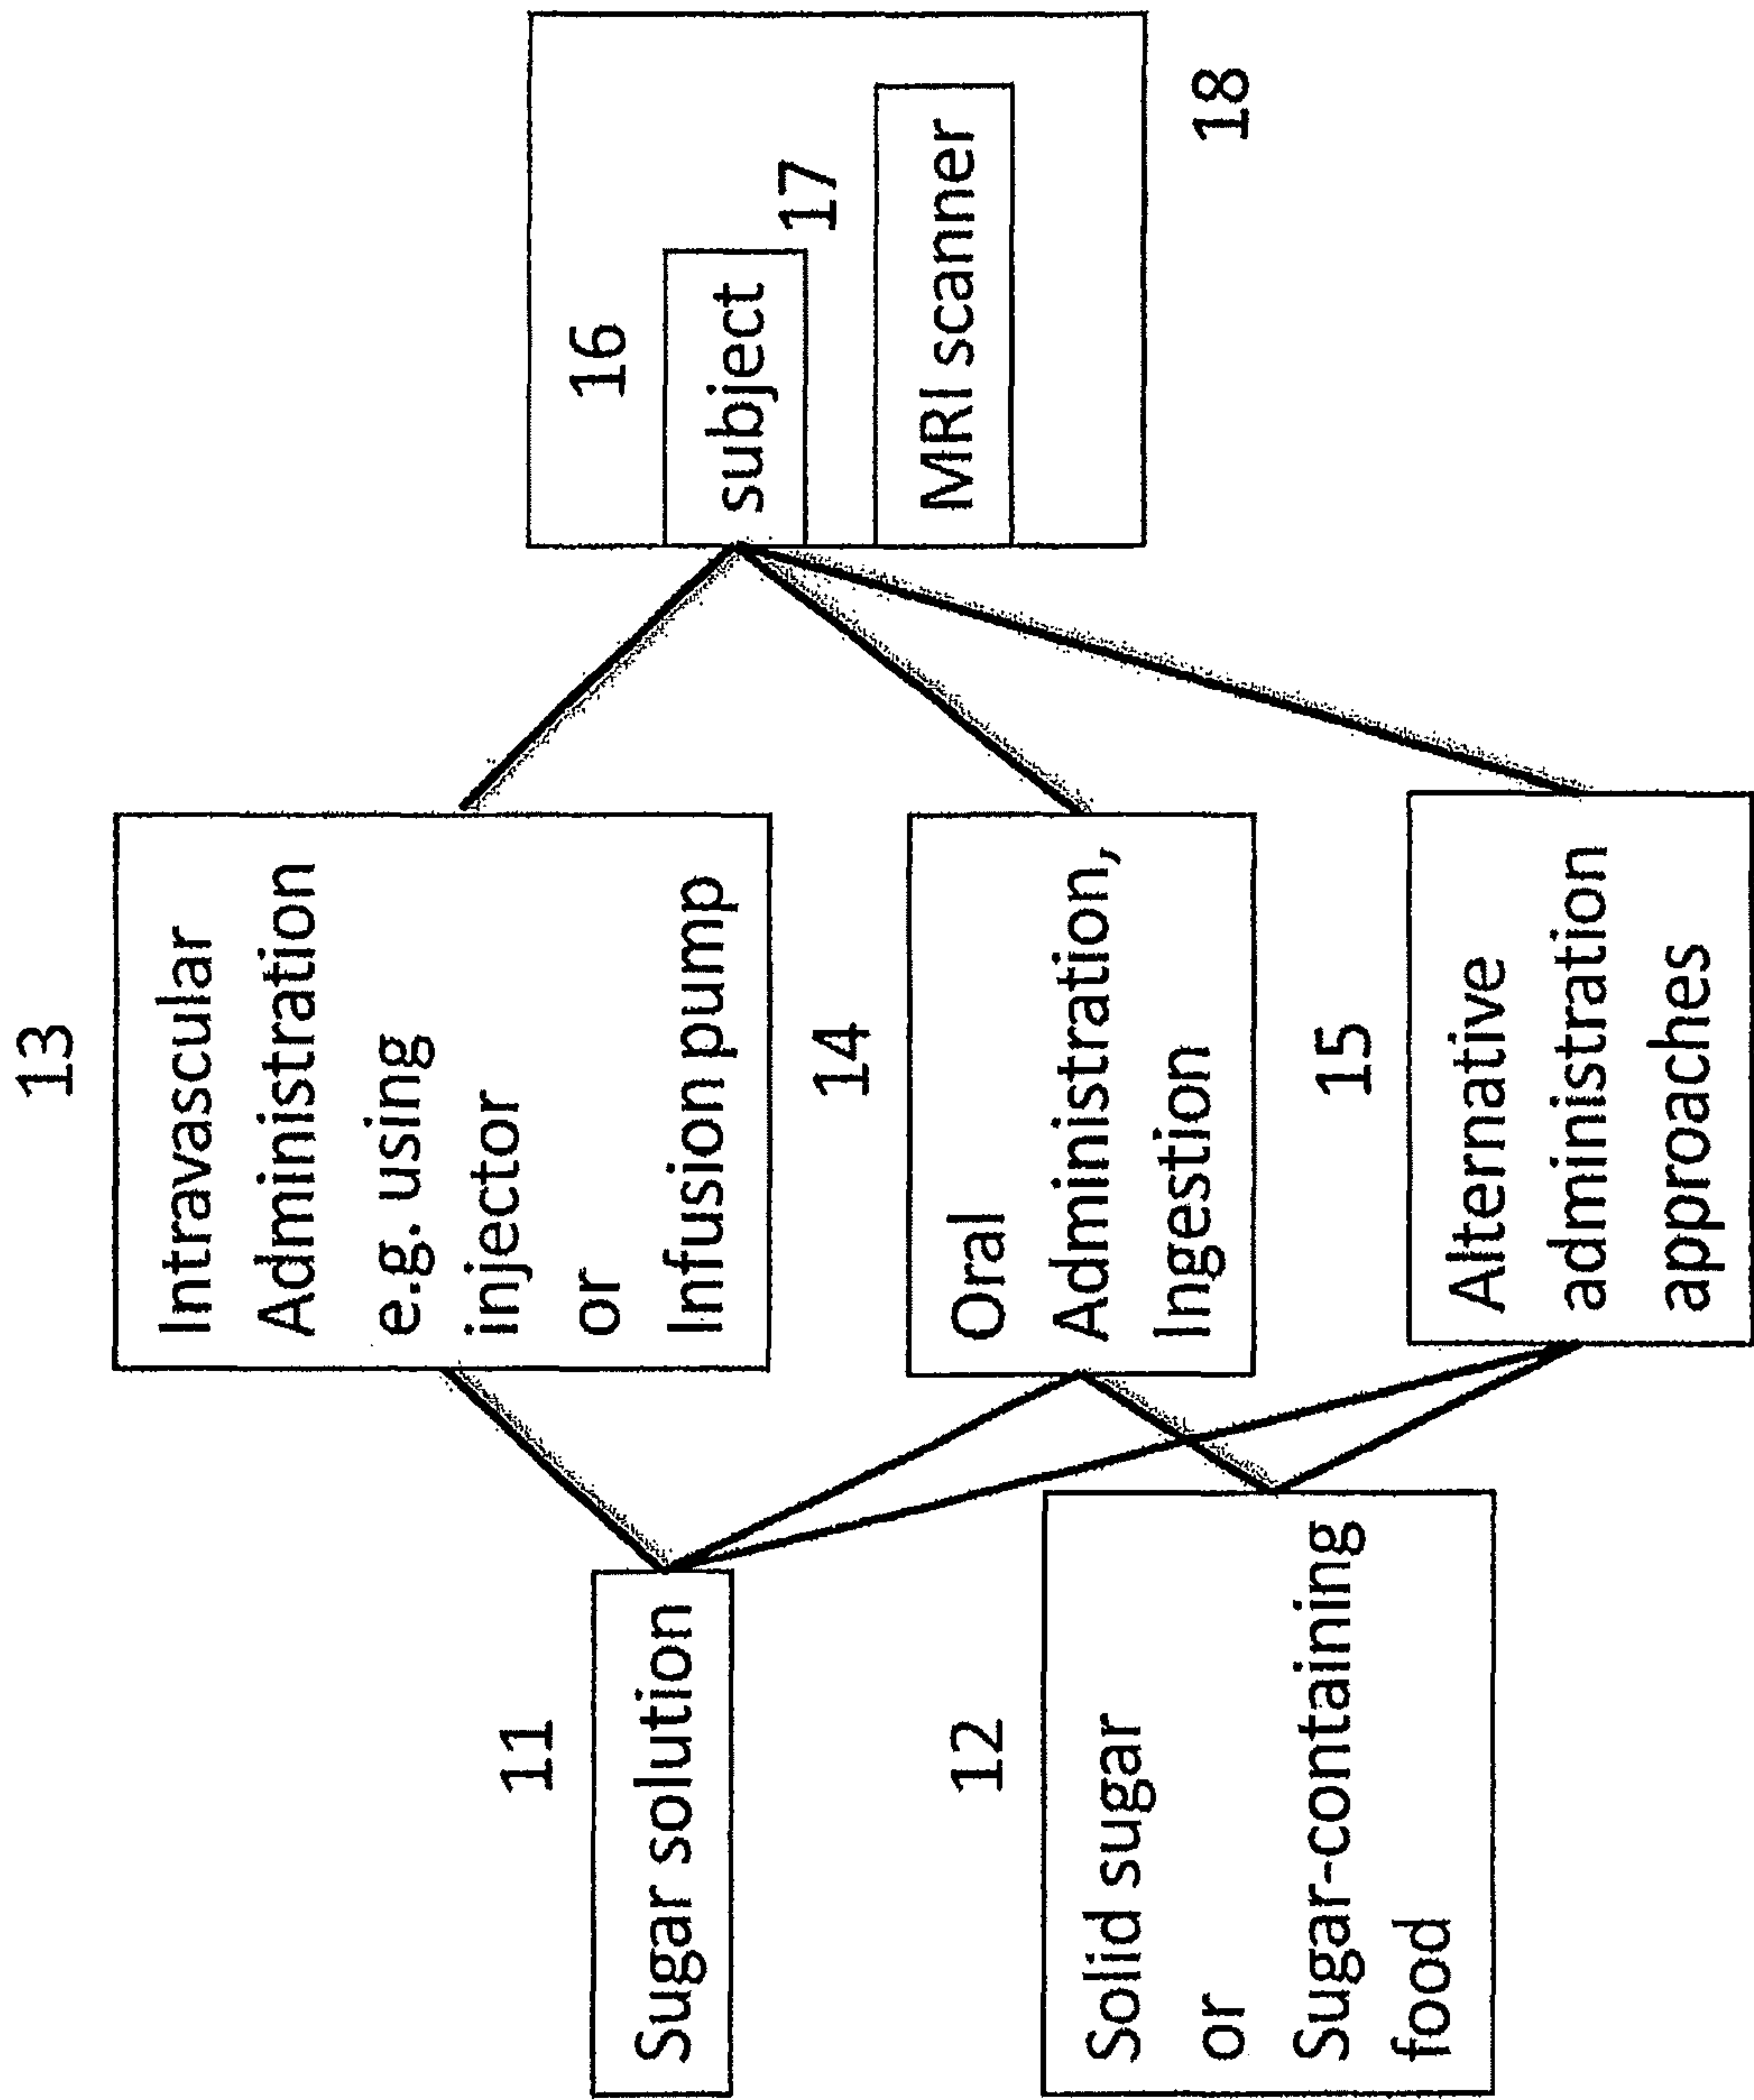 11
Sugar solution
12
Solid sugar
or
Sugar-containing
food
13
Intravascular
Administration
e.g. using
injector
or
Infusion pump
14
Oral
Administration,
Ingestion
15
Alternative
administration
approaches
16
subject
17
MRI scanner
18